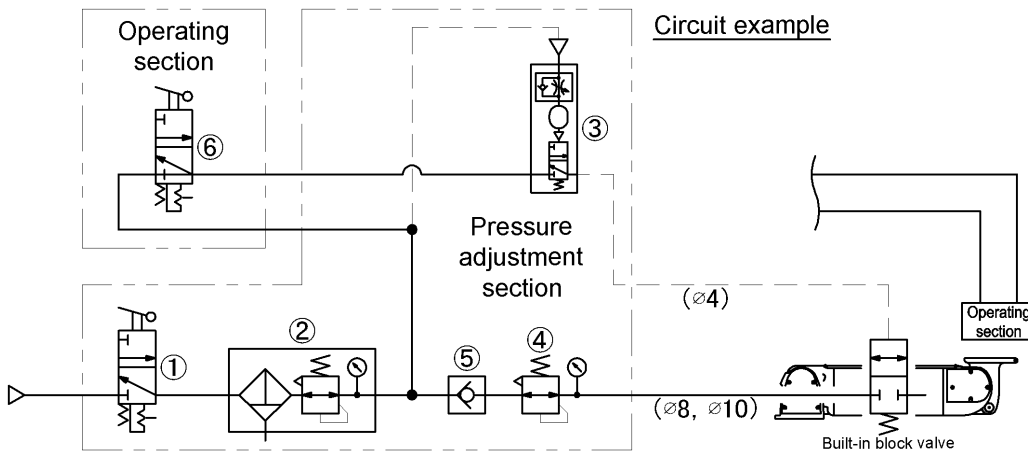 Circuit example
Operating
section
⑥
③
Pressure
adjustment
section
(⌀4)
Operating
section
①
②
⑤
④
(⌀8, ⌀10)
Built-in block valve